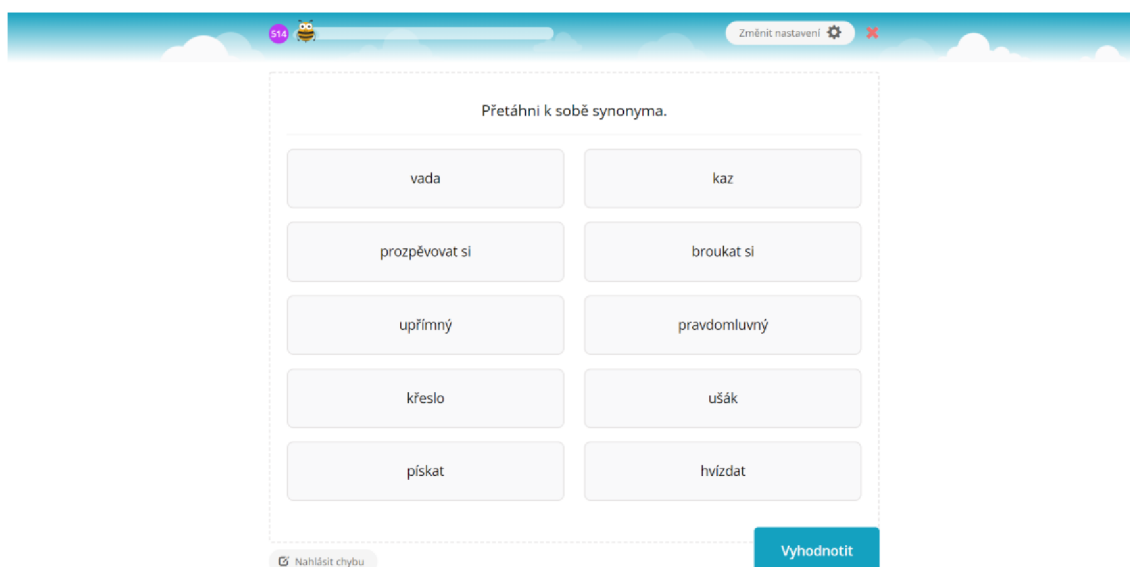 514
Změnit nastavení
Přetáhni k sobě synonyma.
vada kaz
prozpěvovat si broukat si
upřímný pravdomluvný
křeslo ušák
pískat hvízdat
Vyhodnotit
Nahlásit chybu